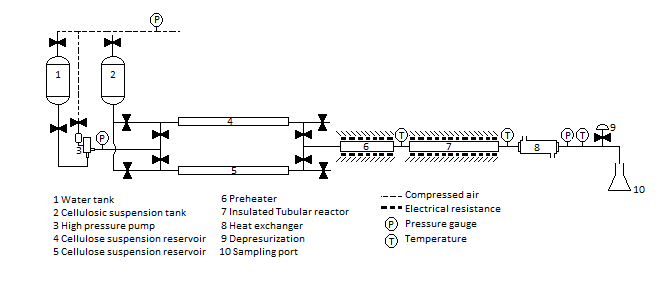 P
1
2
4
3
P
6
T
7
T
8
P
T
9
5
10
1 Water tank
2 Cellulosic suspension tank
3 High pressure pump
4 Cellulose suspension reservoir
5 Cellulose suspension reservoir
6 Preheater
7 Insulated Tubular reactor
8 Heat exchanger
9 Depresurization
10 Sampling port
Compressed air
Electrical resistance
P Pressure gauge
T Temperature